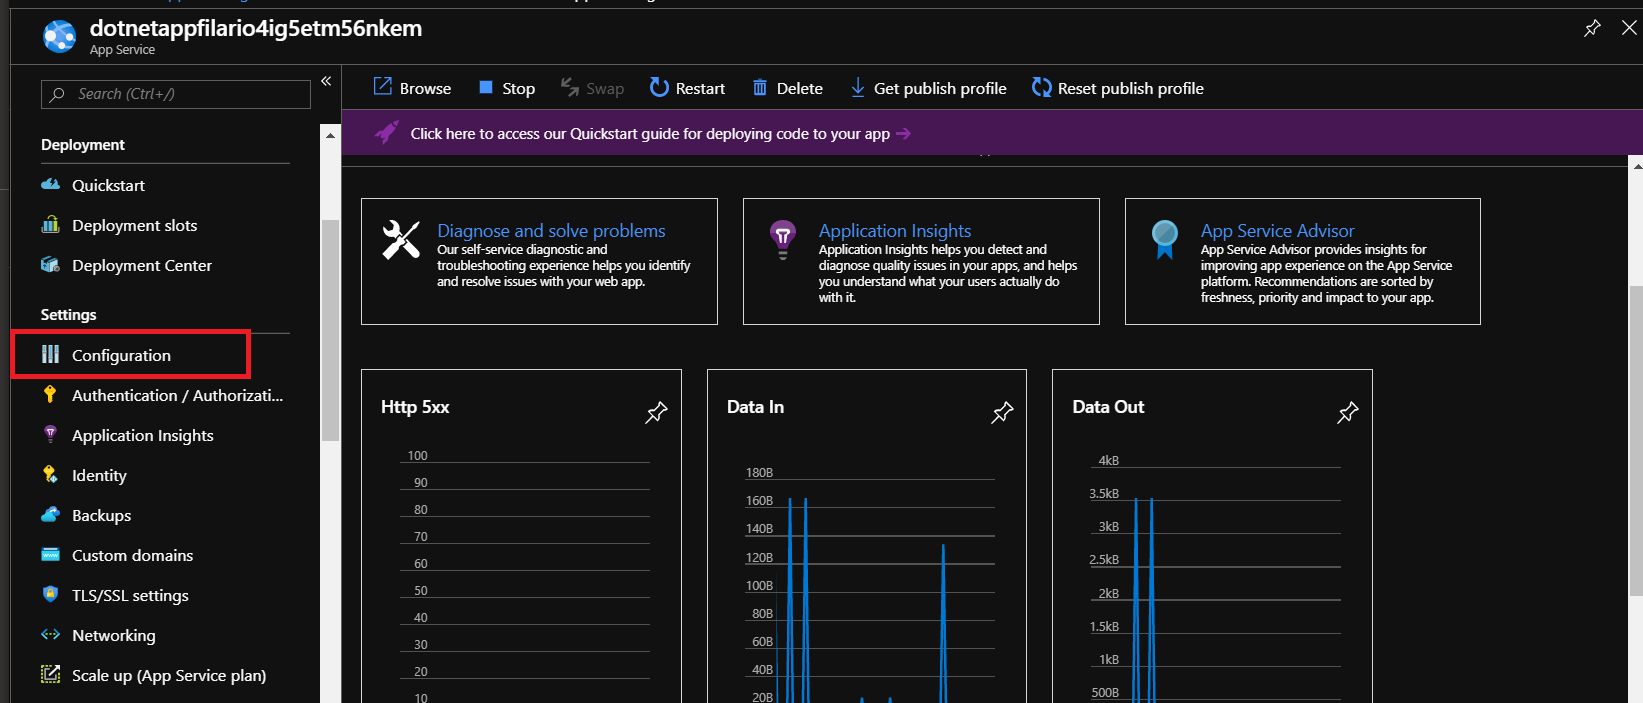 dotnetappfilario4ig5etm56nkem
App Service
Search (Ctrl+/)
«
Browse
Stop
Swap
Restart
Delete
Get publish profile
Reset publish profile
Click here to access our Quickstart guide for deploying code to your app →
Deployment
Quickstart
Deployment slots
Deployment Center
Settings
Configuration
Authentication / Authorizati...
Application Insights
Identity
Backups
Custom domains
TLS/SSL settings
Networking
Scale up (App Service plan)
Diagnose and solve problems
Our self-service diagnostic and
troubleshooting experience helps you identify
and resolve issues with your web app.
Application Insights
Application Insights helps you detect and
diagnose quality issues in your apps, and helps
you understand what your users actually do
with it.
App Service Advisor
App Service Advisor provides insights for
improving app experience on the App Service
platform. Recommendations are sorted by
freshness, priority and impact to your app.
Http 5xx
100
90
80
70
60
50
40
30
20
10
Data In
180B
160B
140B
120B
100B
80B
60B
40B
20B
Data Out
4kB
3.5kB
3kB
2.5kB
2kB
1.5kB
1kB
500B